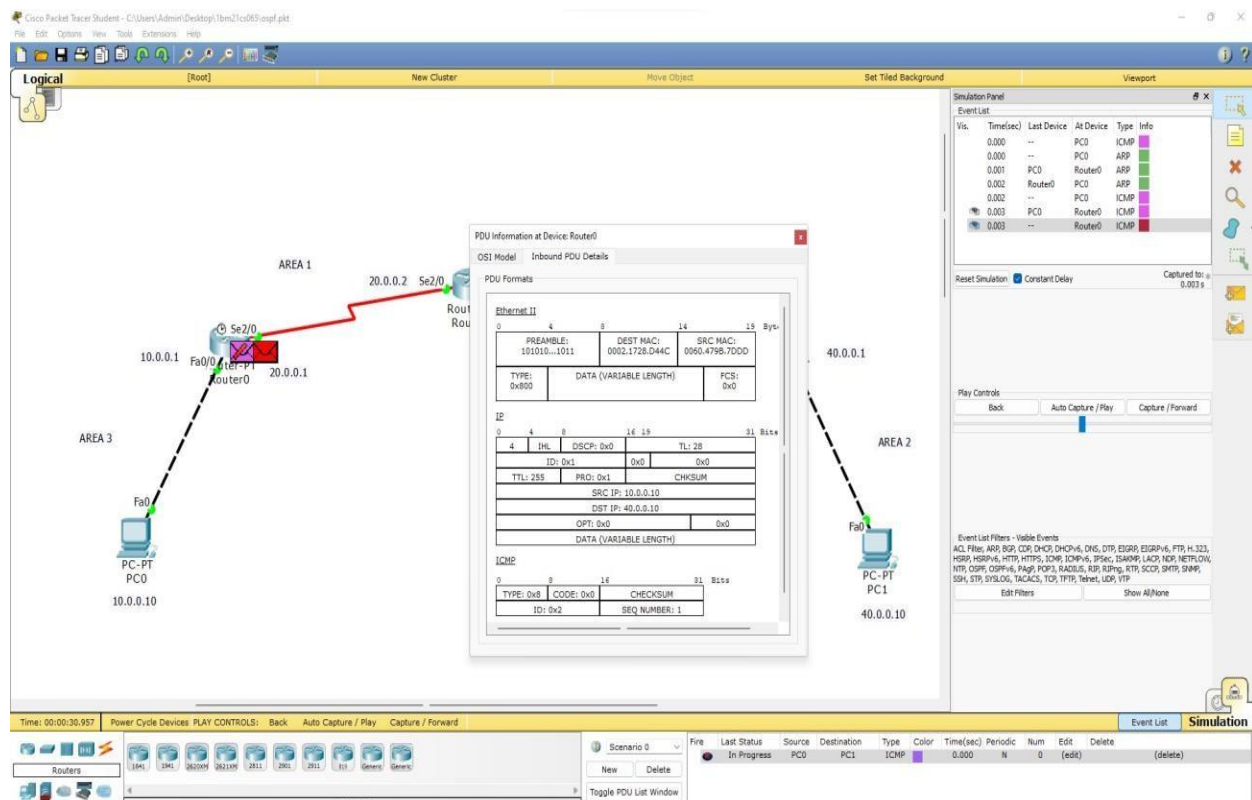 Cisco Packet Tracer Student - C:\Users\Admin\Desktop\1bm21cs065\ospf.pkt
File Edit Options View Tools Extensions Help
Logical [Root] New Cluster Move Object Set Tiled Background Viewport
Simulation Panel
Event List
Vis. Time(sec) Last Device At Device Type Info
0.000 -- PC0 ICMP
0.000 -- PC0 ARP
0.001 PC0 Router0 ARP
0.002 Router0 PC0 ARP
0.002 -- PC0 ICMP
0.003 PC0 Router0 ICMP
0.003 -- Router0 ICMP
Reset Simulation Constant Delay Captured to:
0.003 s
Play Controls
Back Auto Capture / Play Capture / Forward
Event List Filters - Visible Events
ACL Filter, ARP, BGP, CDP, DHCP, DHCPv6, DNS, DTP, EIGRP, EIGRPv6, FTP, H.323,
HSRP, HSRPv6, HTTP, HTTPS, ICMP, ICMPv6, IPSec, ISAKMP, LACP, NDP, NETFLOW,
NTP, OSPF, OSPFv6, PAgP, POP3, RADIUS, RIP, RIPng, RTP, SCCP, SMTP, SNMP,
SSH, STP, SYSLOG, TACACS, TCP, TFTP, Telnet, UDP, VTP
Edit Filters Show All/None
AREA 1
20.0.0.2 Se2/0
Rout
Rou
Se2/0
10.0.0.1 Fa0/0
uter-PT
Router0
20.0.0.1
AREA 3
Fa0
PC-PT
PC0
10.0.0.10
40.0.0.1
AREA 2
Fa0
PC-PT
PC1
40.0.0.10
PDU Information at Device: Router0
OSI Model Inbound PDU Details
PDU Formats
Ethernet II
0 4 8 14 19 Byt
PREAMBLE: DEST MAC: SRC MAC:
101010...1011 0002.1728.D44C 0060.479B.7DDD
TYPE: DATA (VARIABLE LENGTH) FCS:
0x800 0x0
IP
0 4 8 16 19 31 Bits
4 IHL DSCP: 0x0 TL: 28
ID: 0x1 0x0 0x0
TTL: 255 PRO: 0x1 CHKSUM
SRC IP: 10.0.0.10
DST IP: 40.0.0.10
OPT: 0x0 0x0
DATA (VARIABLE LENGTH)
ICMP
0 8 16 31 Bits
TYPE: 0x8 CODE: 0x0 CHECKSUM
ID: 0x2 SEQ NUMBER: 1
Time: 00:00:30.957 Power Cycle Devices PLAY CONTROLS: Back Auto Capture / Play Capture / Forward
Event List Simulation
Routers
1841 1941 2620XM 2621XM 2811 2901 2911 Generic Generic
Scenario 0
New Delete
Toggle PDU List Window
Fire Last Status Source Destination Type Color Time(sec) Periodic Num Edit Delete
In Progress PC0 PC1 ICMP 0.000 N 0 (edit) (delete)